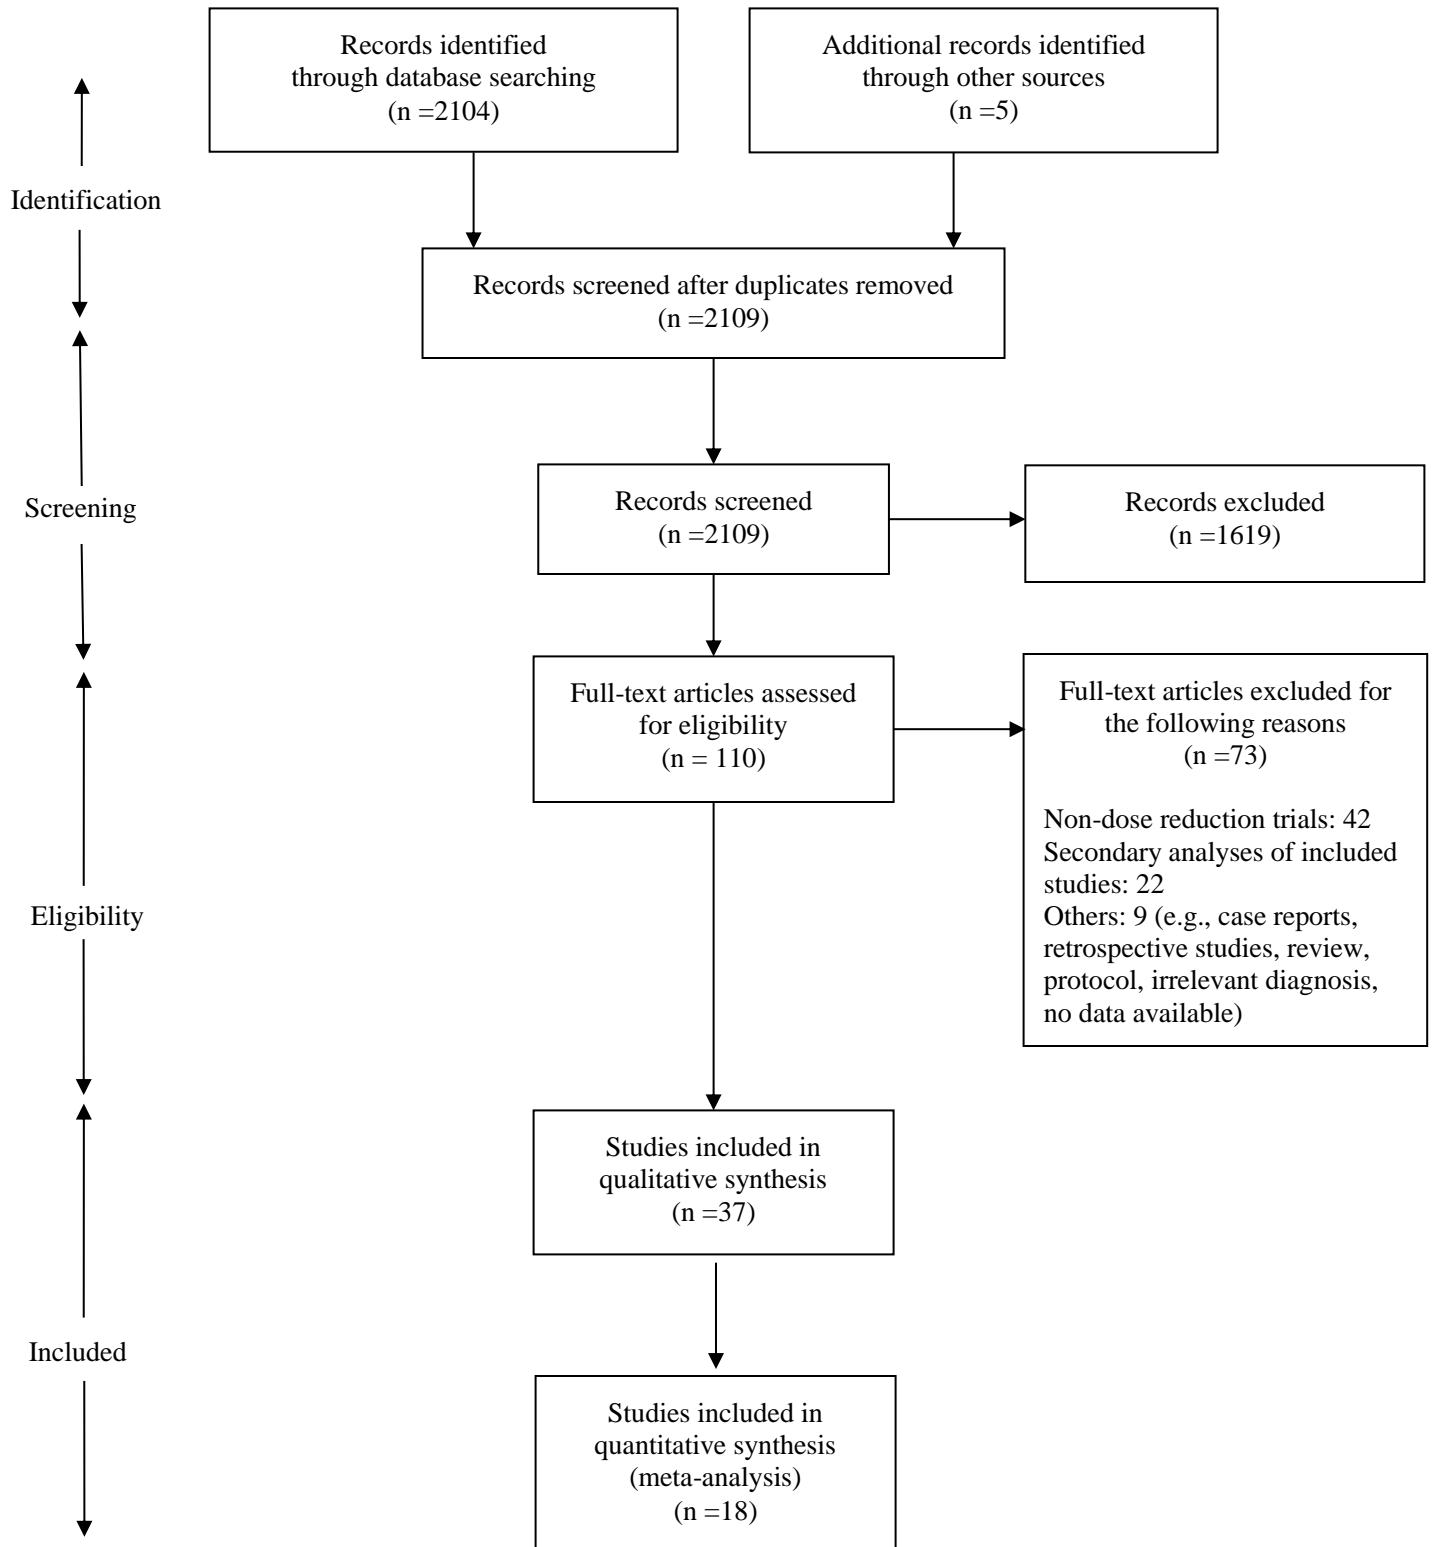 Records identified
through database searching
(n =2104)
Additional records identified
through other sources
(n =5)
Identification
Records screened after duplicates removed
(n =2109)
Screening
Records screened
(n =2109)
Records excluded
(n =1619)
Full-text articles assessed
for eligibility
(n = 110)
Full-text articles excluded for
the following reasons
(n =73)
Non-dose reduction trials: 42
Secondary analyses of included
studies: 22
Others: 9 (e.g., case reports,
retrospective studies, review,
protocol, irrelevant diagnosis,
no data available)
Eligibility
Studies included in
qualitative synthesis
(n =37)
Included
Studies included in
quantitative synthesis
(meta-analysis)
(n =18)